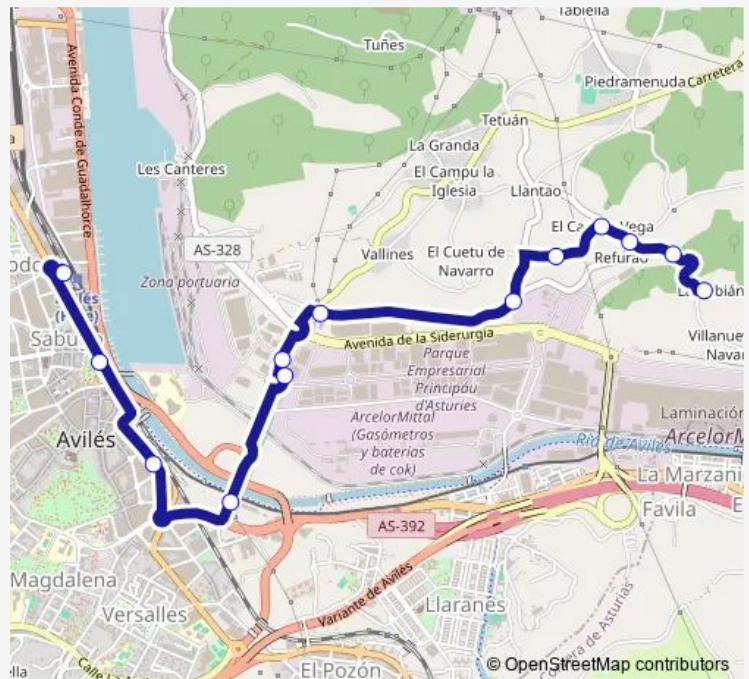 Tabiella
Tuñes
Piedramenuda
Carretera
Avenida Conde de Guadalhorce
Tetuán
La Granda
El Campu la
Iglesia
Les Canteres
Llantao
Vega
AS-328
Vallines
El Cuetu de
Navarro
Refurao
Zona portuaria
Sabu
Avenida de la Siderurgia
Villanue
Nava
Parque
Empresarial
Principáu
d'Asturies
ArcelorMittal
(Gasómetros
y baterías
de cok)
Laminación
ArcelorM
Avilés
Ría de Avilés
La Marzani
Favila
AS-392
Magdalena
Variante de Avilés
Llaranes
Versalles
El Pozón
© OpenStreetMap contributors